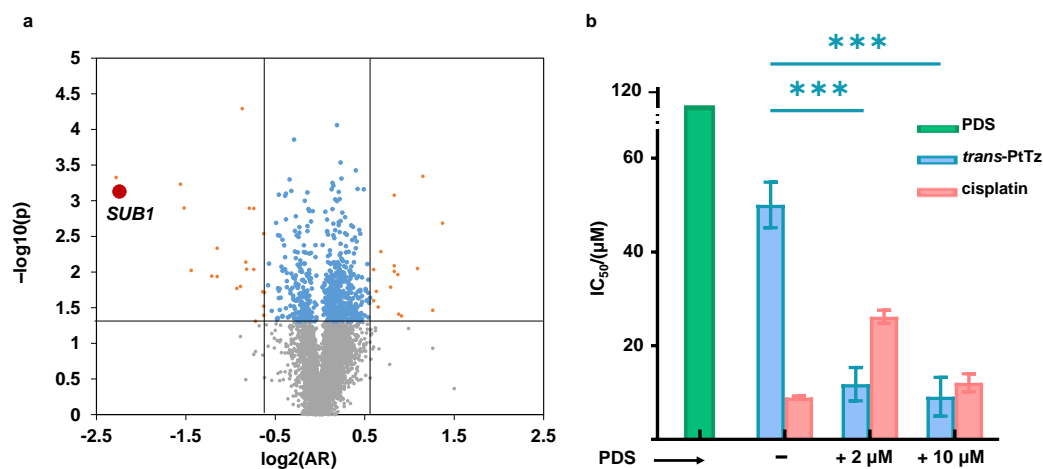 a
5
4.5
4
3.5
3
2.5
2
1.5
1
0.5
0
−log10(p)
SUB1
-2.5
-1.5
-0.5
0.5
1.5
2.5
log2(AR)
b
***
***
120
60
40
20
IC50/(μM)
PDS
trans-PtTz
cisplatin
PDS
−
+ 2 μM
+ 10 μM